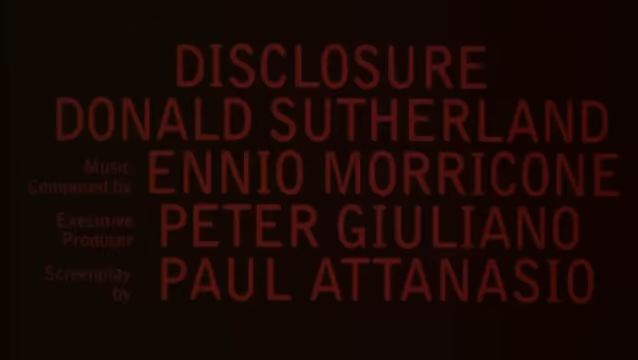 DISCLOSURE
DONALD SUTHERLAND
Music
Composed by ENNIO MORRICONE
Executive
Producer PETER GIULIANO
Screenplay
by PAUL ATTANASIO